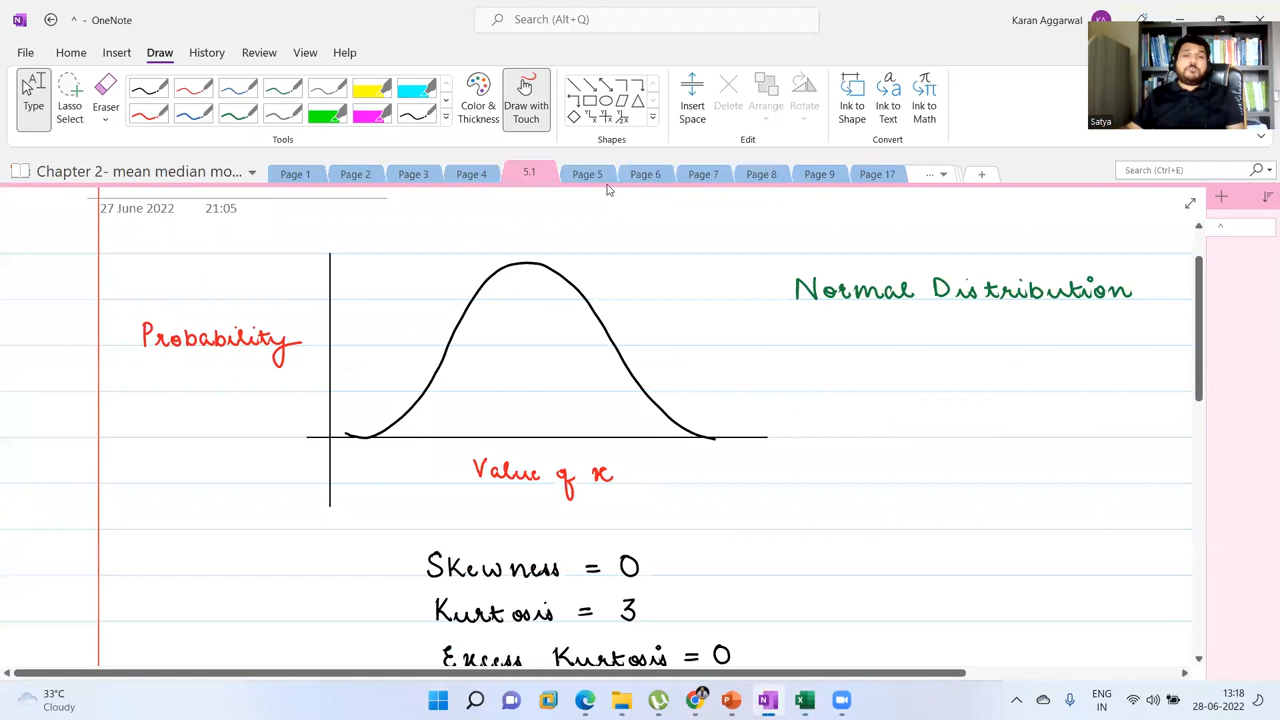 ^ - OneNote
Search (Alt+Q)
Karan Aggarwal
KA
File Home Insert Draw History Review View Help
Type
Lasso Select
Eraser
Color & Thickness
Draw with Touch
Insert Space
Delete
Arrange
Rotate
Ink to Shape
Ink to Text
Ink to Math
Tools
Shapes
Edit
Convert
Satya
Chapter 2- mean median mo...
Page 1
Page 2
Page 3
Page 4
5.1
Page 5
Page 6
Page 7
Page 8
Page 9
Page 17
...
Search (Ctrl+E)
27 June 2022 21:05
Normal Distribution
Probability
Value of x
Skewness = 0
Kurtosis = 3
Excess Kurtosis = 0
33°C
Cloudy
ENG
IN
13:18
28-06-2022